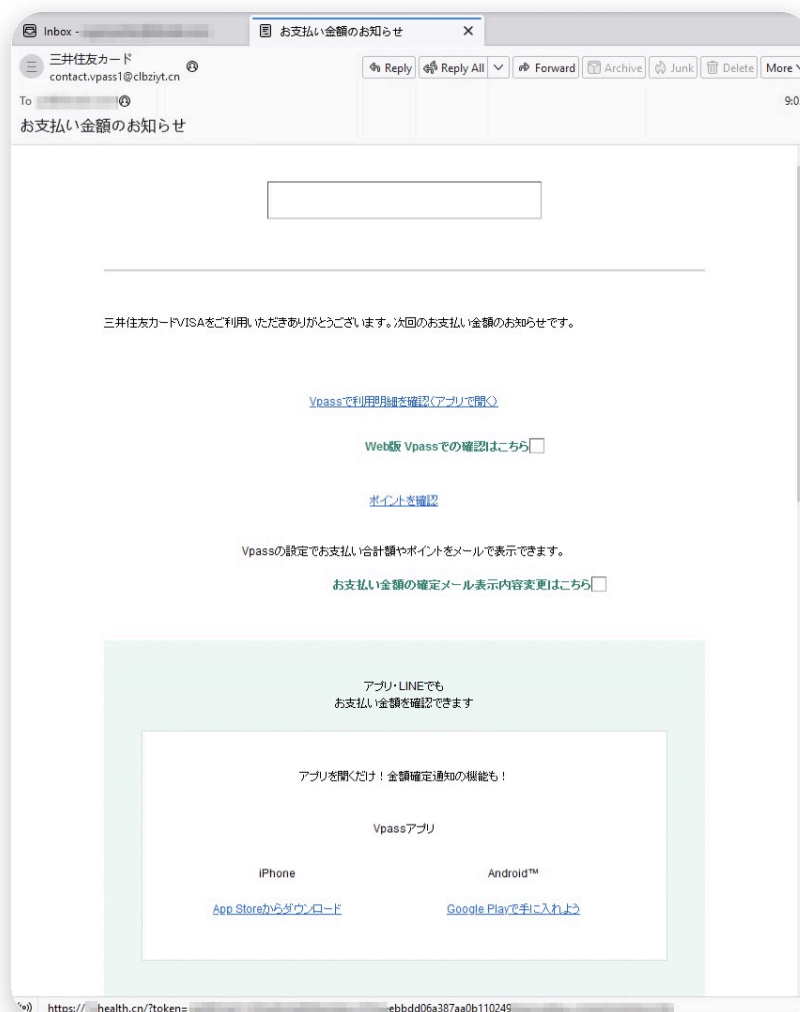 Inbox -
お支払い金額のお知らせ
三井住友カード
contact.vpass1@clbziyt.cn
Reply
Reply All
Forward
Archive
Junk
Delete
More
To
9:0
お支払い金額のお知らせ
三井住友カードVISAをご利用いただきありがとうございます。次回のお支払い金額のお知らせです。
Vpassで利用明細を確認(アプリで開く)
Web版 Vpassでの確認はこちら
ポイントを確認
Vpassの設定でお支払い合計額やポイントをメールで表示できます。
お支払い金額の確定メール表示内容変更はこちら
アプリ・LINEでも
お支払い金額を確認できます
アプリを開くだけ！金額確定通知の機能も！
Vpassアプリ
iPhone
Android™
App Storeからダウンロード
Google Playで手に入れよう
https:// health.cn/?token= ebbdd06a387aa0b110249